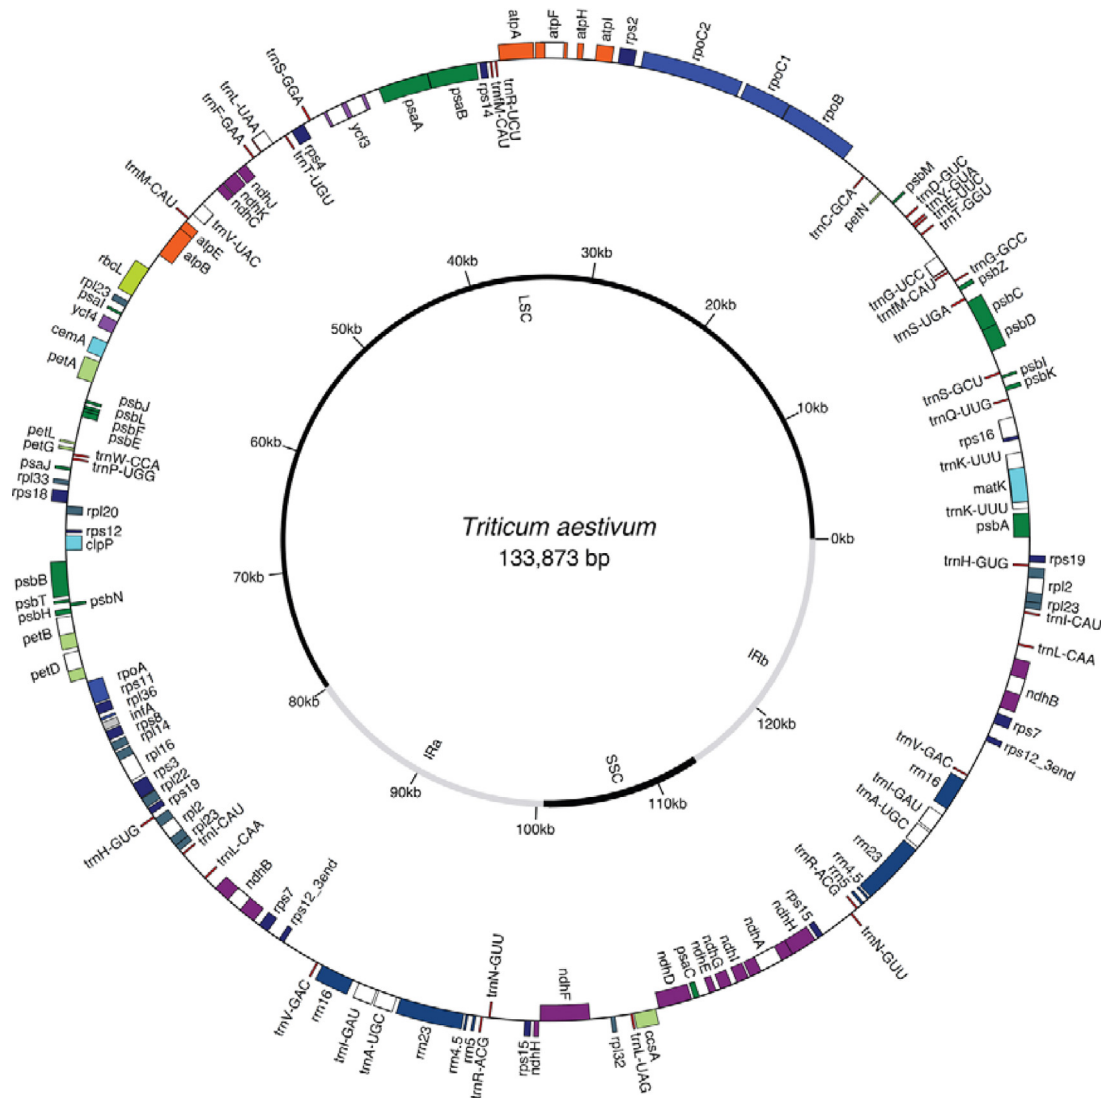 atpA
atpF
atpH
atpI
rps2
rpoC2
rpoC1
rpoB
trnS-GGA
trnL-UAA
trnF-GAA
trnM-CAU
ycf3
psaA
psaB
rps14
trnfM-CAU
trnR-UCU
rps4
trnT-UGU
ndhJ
ndhK
ndhC
trnV-UAC
atpE
atpB
rbcL
rpl23
psaI
ycf4
cemA
petA
psbJ
psbL
psbF
psbE
petL
petG
trnW-CCA
trnP-UGG
psaJ
rpl33
rps18
rpl20
rps12
clpP
psbB
psbT
psbH
psbN
petB
petD
rpoA
rps11
rpl36
infA
rps8
rpl14
rpl16
rps3
rpl22
rps19
rpl2
rpl23
trnI-CAU
trnH-GUG
trnL-CAA
ndhB
rps7
rps12_3end
trnV-GAC
rrn16
trnI-GAU
trnA-UGC
rrn23
rrn4.5
rrn5
trnR-ACG
trnN-GUU
rps15
ndhH
ndhF
rpl32
trnL-UAG
ccsA
ndhD
psaC
ndhE
ndhG
ndhI
ndhA
ndhH
rps15
trnN-GUU
trnR-ACG
rrn5
rrn4.5
rrn23
trnA-UGC
trnI-GAU
rrn16
trnV-GAC
rps12_3end
rps7
ndhB
trnL-CAA
trnI-CAU
rpl23
rpl2
rps19
trnH-GUG
psbA
trnK-UUU
matK
trnK-UUU
rps16
trnQ-UUG
psbK
psbI
trnS-GCU
psbD
psbC
trnS-UGA
psbZ
trnG-GCC
trnfM-CAU
trnG-UCC
trnT-GGU
trnE-UUC
trnY-GUA
trnD-GUC
psbM
petN
trnC-GCA
0kb
10kb
20kb
30kb
40kb
50kb
60kb
70kb
80kb
90kb
100kb
110kb
120kb
LSC
IRa
SSC
IRb
Triticum aestivum
133,873 bp